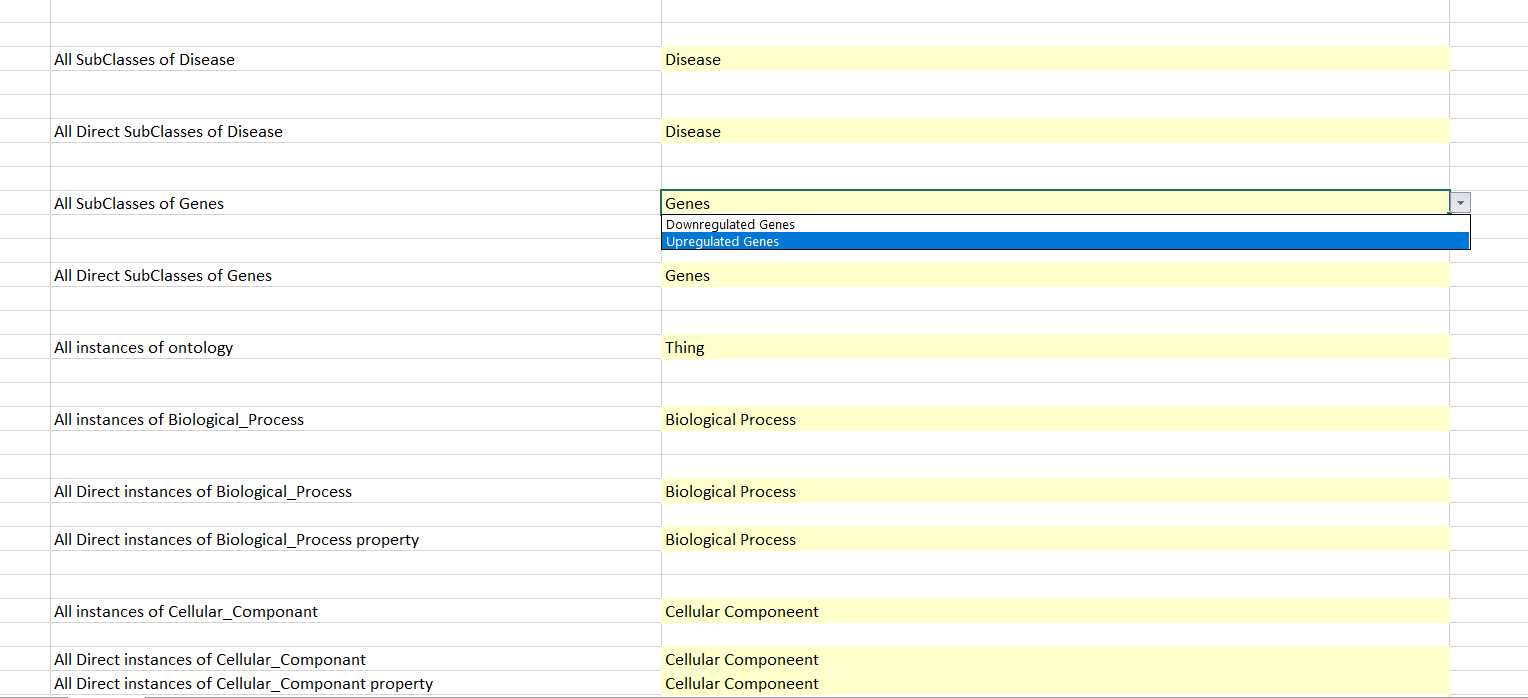 All SubClasses of Disease Disease
All Direct SubClasses of Disease Disease
All SubClasses of Genes Genes
Downregulated Genes
Upregulated Genes
All Direct SubClasses of Genes Genes
All instances of ontology Thing
All instances of Biological_Process Biological Process
All Direct instances of Biological_Process Biological Process
All Direct instances of Biological_Process property Biological Process
All instances of Cellular_Componant Cellular Componeent
All Direct instances of Cellular_Componant Cellular Componeent
All Direct instances of Cellular_Componant property Cellular Componeent